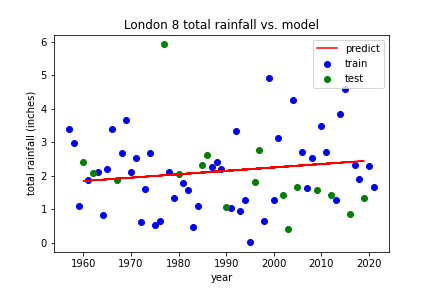 London 8 total rainfall vs. model
predict
train
test
total rainfall (inches)
6
5
4
3
2
1
0
1960 1970 1980 1990 2000 2010 2020
year